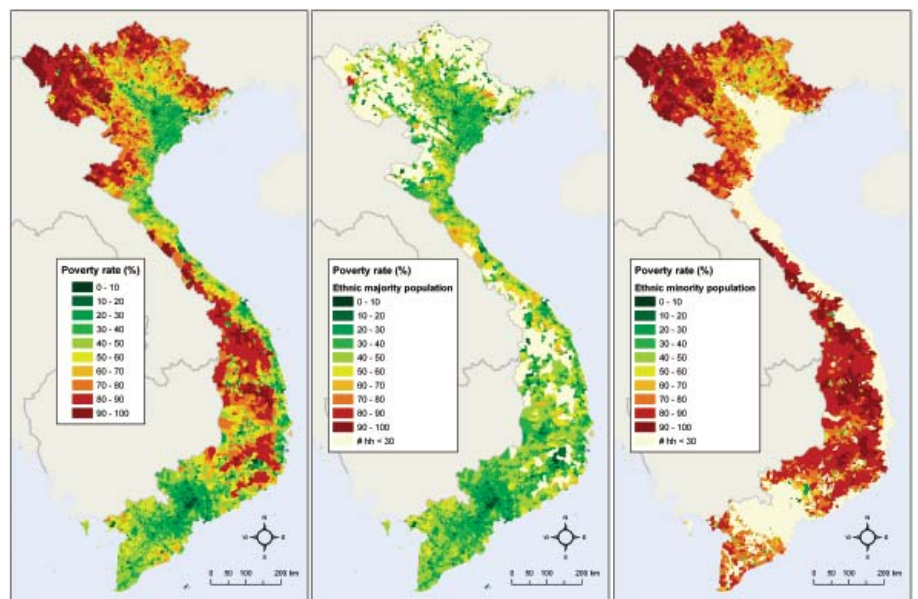 Poverty rate (%)
0 - 10
10 - 20
20 - 30
30 - 40
40 - 50
50 - 60
60 - 70
70 - 80
80 - 90
90 - 100
N
W E
S
0 50 100 200 km
Poverty rate (%)
Ethnic majority population
0 - 10
10 - 20
20 - 30
30 - 40
40 - 50
50 - 60
60 - 70
70 - 80
80 - 90
90 - 100
# hh < 30
N
W E
S
0 50 100 200 km
Poverty rate (%)
Ethnic minority population
0 - 10
10 - 20
20 - 30
30 - 40
40 - 50
50 - 60
60 - 70
70 - 80
80 - 90
90 - 100
# hh < 30
N
W E
S
0 50 100 200 km